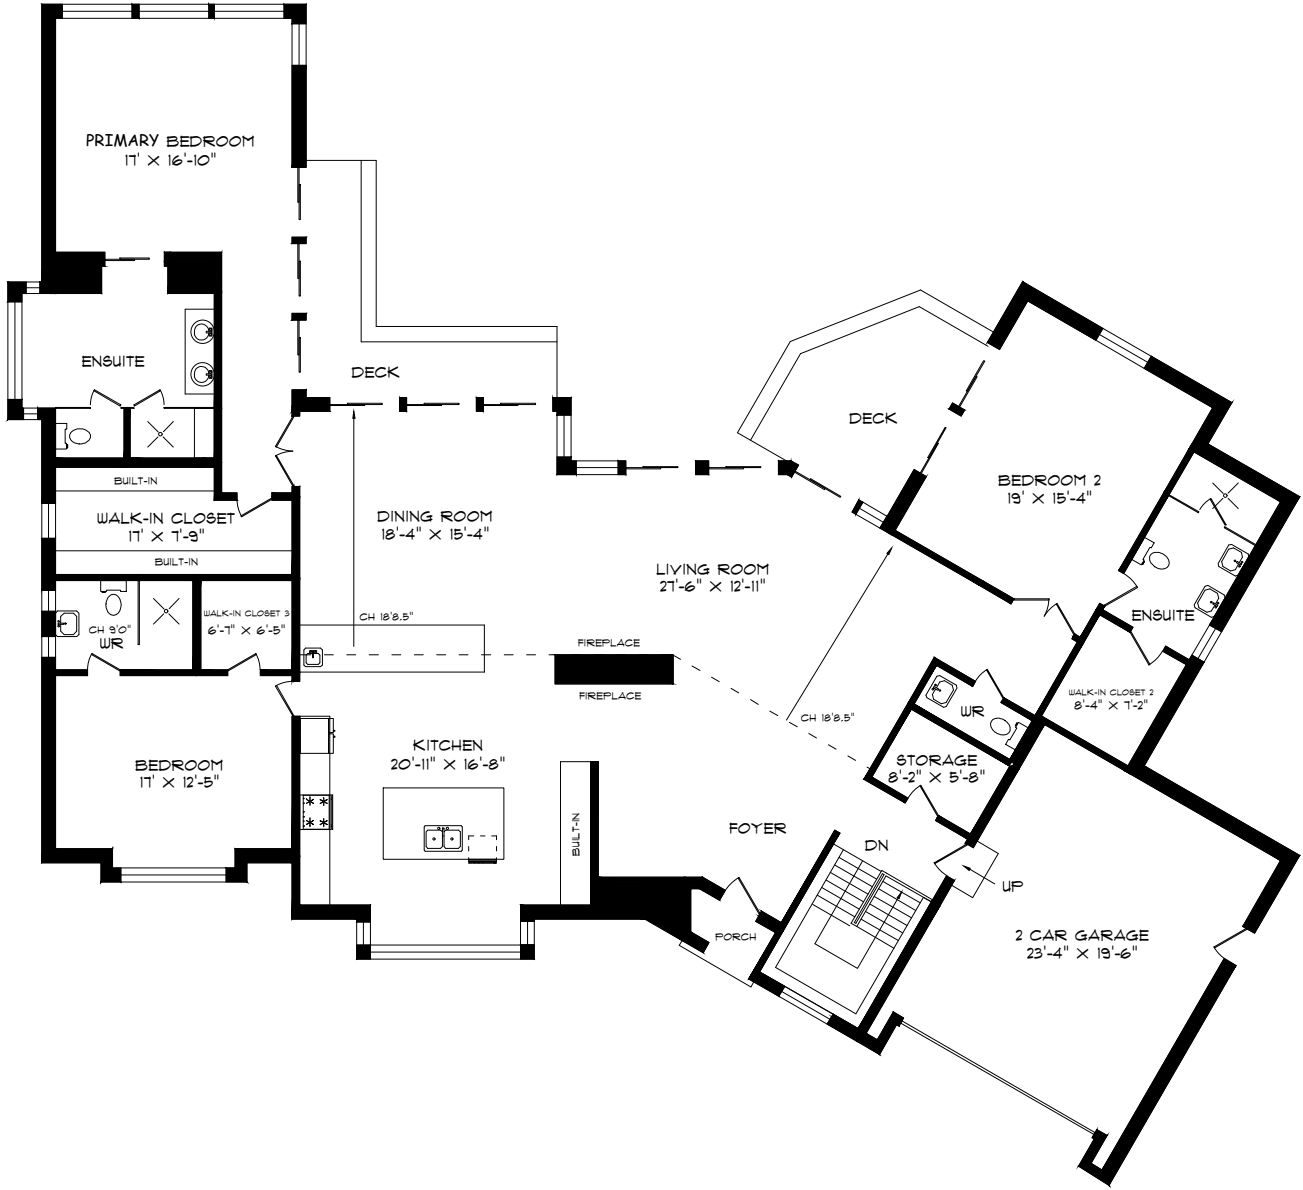 PRIMARY BEDROOM
17' X 16'-10"
ENSUITE
DECK
DECK
BUILT-IN
WALK-IN CLOSET
17' X 7'-9"
BUILT-IN
DINING ROOM
18'-4" X 15'-4"
BEDROOM 2
19' X 15'-4"
LIVING ROOM
27'-6" X 12'-11"
ENSUITE
WALK-IN CLOSET 3
6'-7" X 6'-5"
CH 9'0"
WR
CH 18'8.5"
FIREPLACE
FIREPLACE
WALK-IN CLOSET 2
8'-4" X 7'-2"
WR
CH 18'8.5"
KITCHEN
20'-11" X 16'-8"
BEDROOM
17' X 12'-5"
STORAGE
8'-2" X 5'-8"
BUILT-IN
FOYER
DN
UP
PORCH
2 CAR GARAGE
23'-4" X 19'-6"